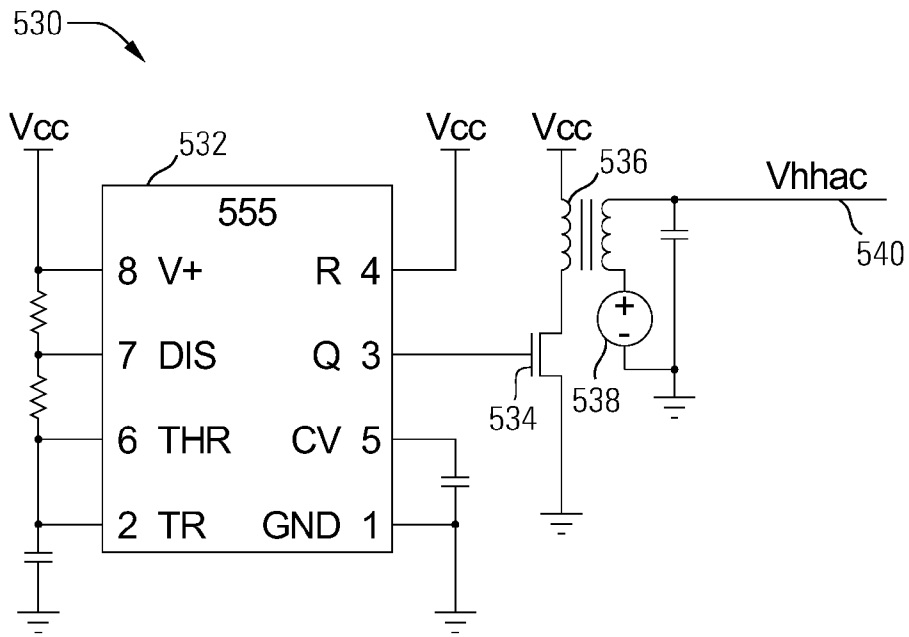 530
Vcc
532
Vcc
Vcc
536
Vhhac
540
555
8 V+ R 4
7 DIS Q 3
534
+
-
538
6 THR CV 5
2 TR GND 1